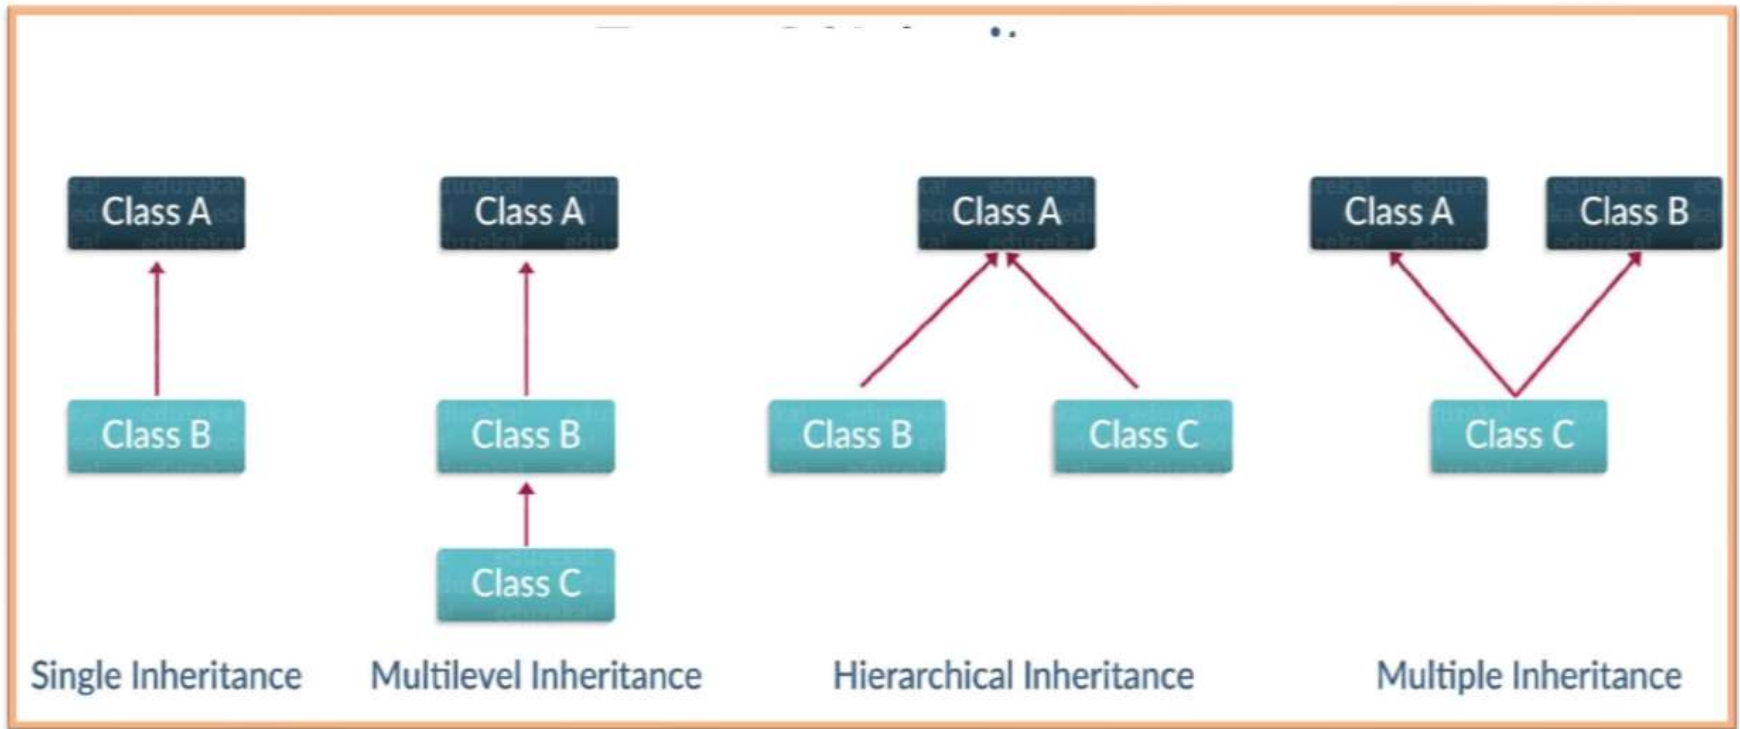 Class A Class A Class A Class A Class B
Class B Class B Class B Class C Class C
Class C
Single Inheritance Multilevel Inheritance Hierarchical Inheritance Multiple Inheritance